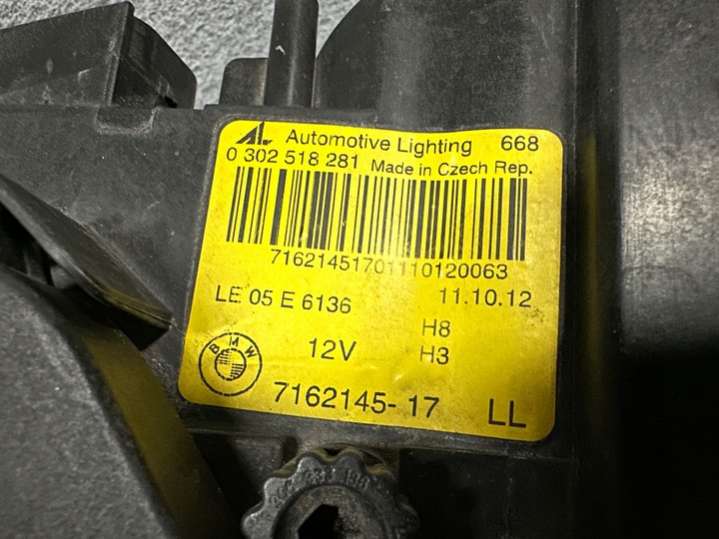 AL Automotive Lighting 668
0 302 518 281 Made in Czech Rep.
71621451701110120063
LE 05 E 6136 11.10.12
H8
BMW 12V H3
7162145-17 LL